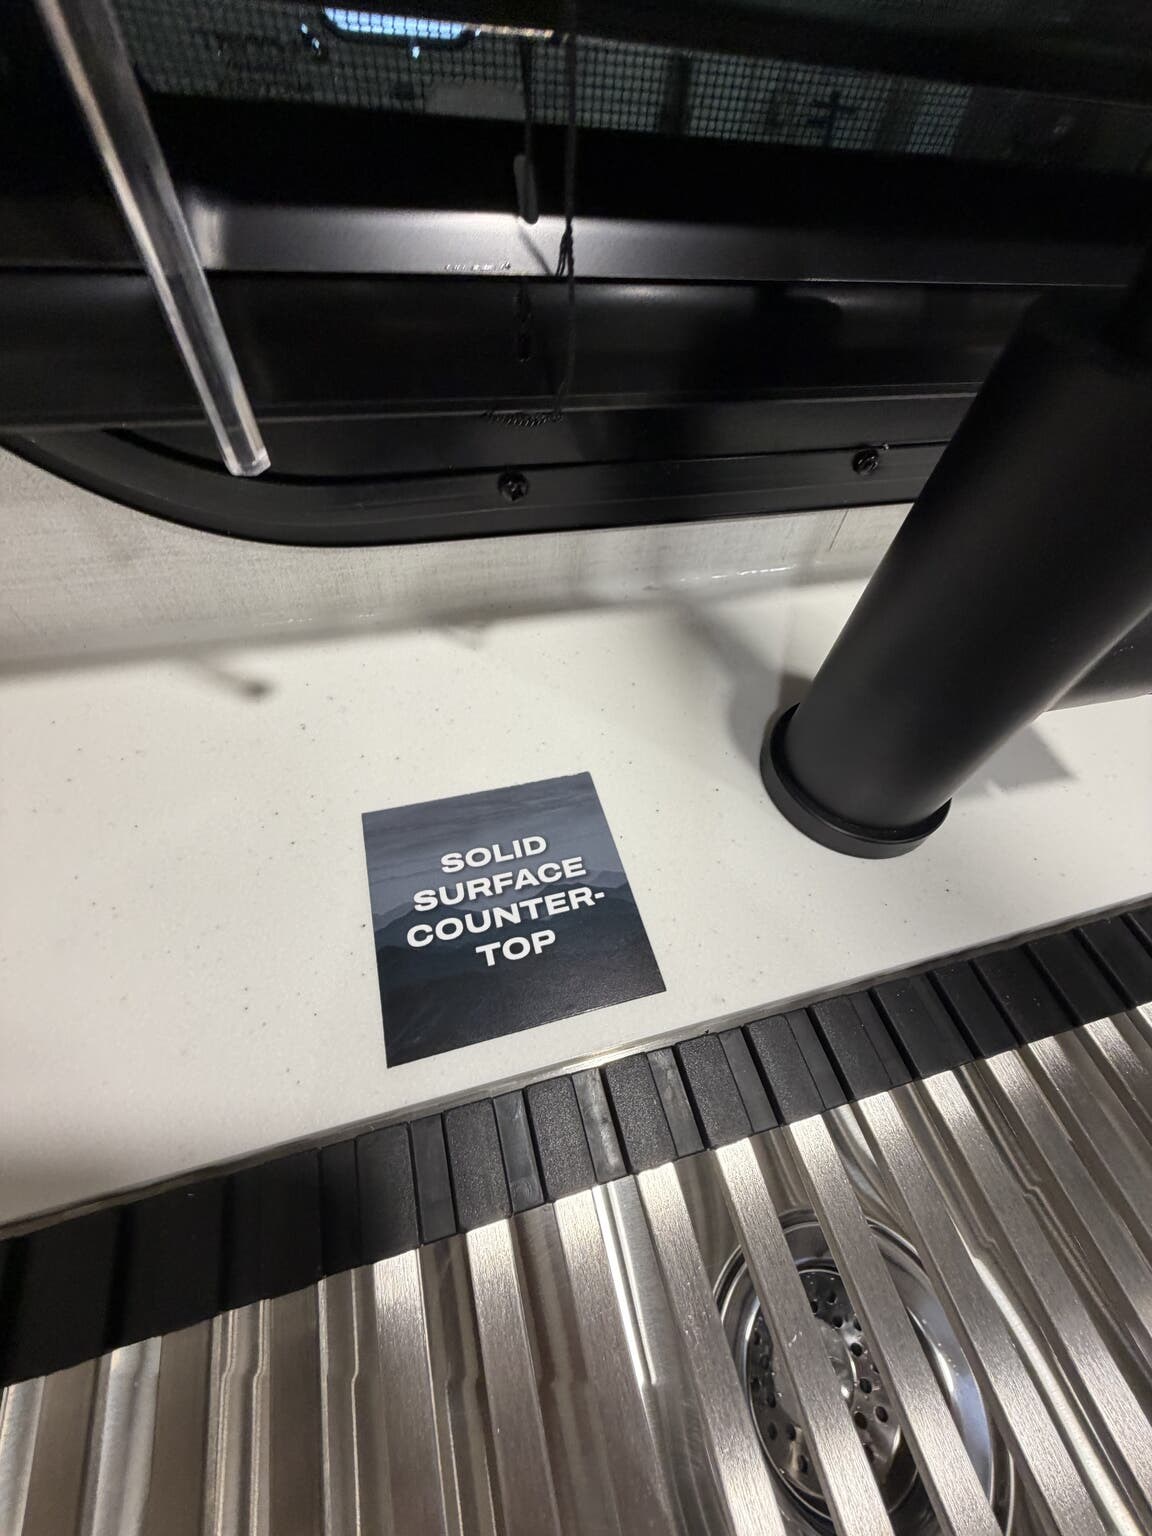 SOLID
SURFACE
COUNTER-
TOP